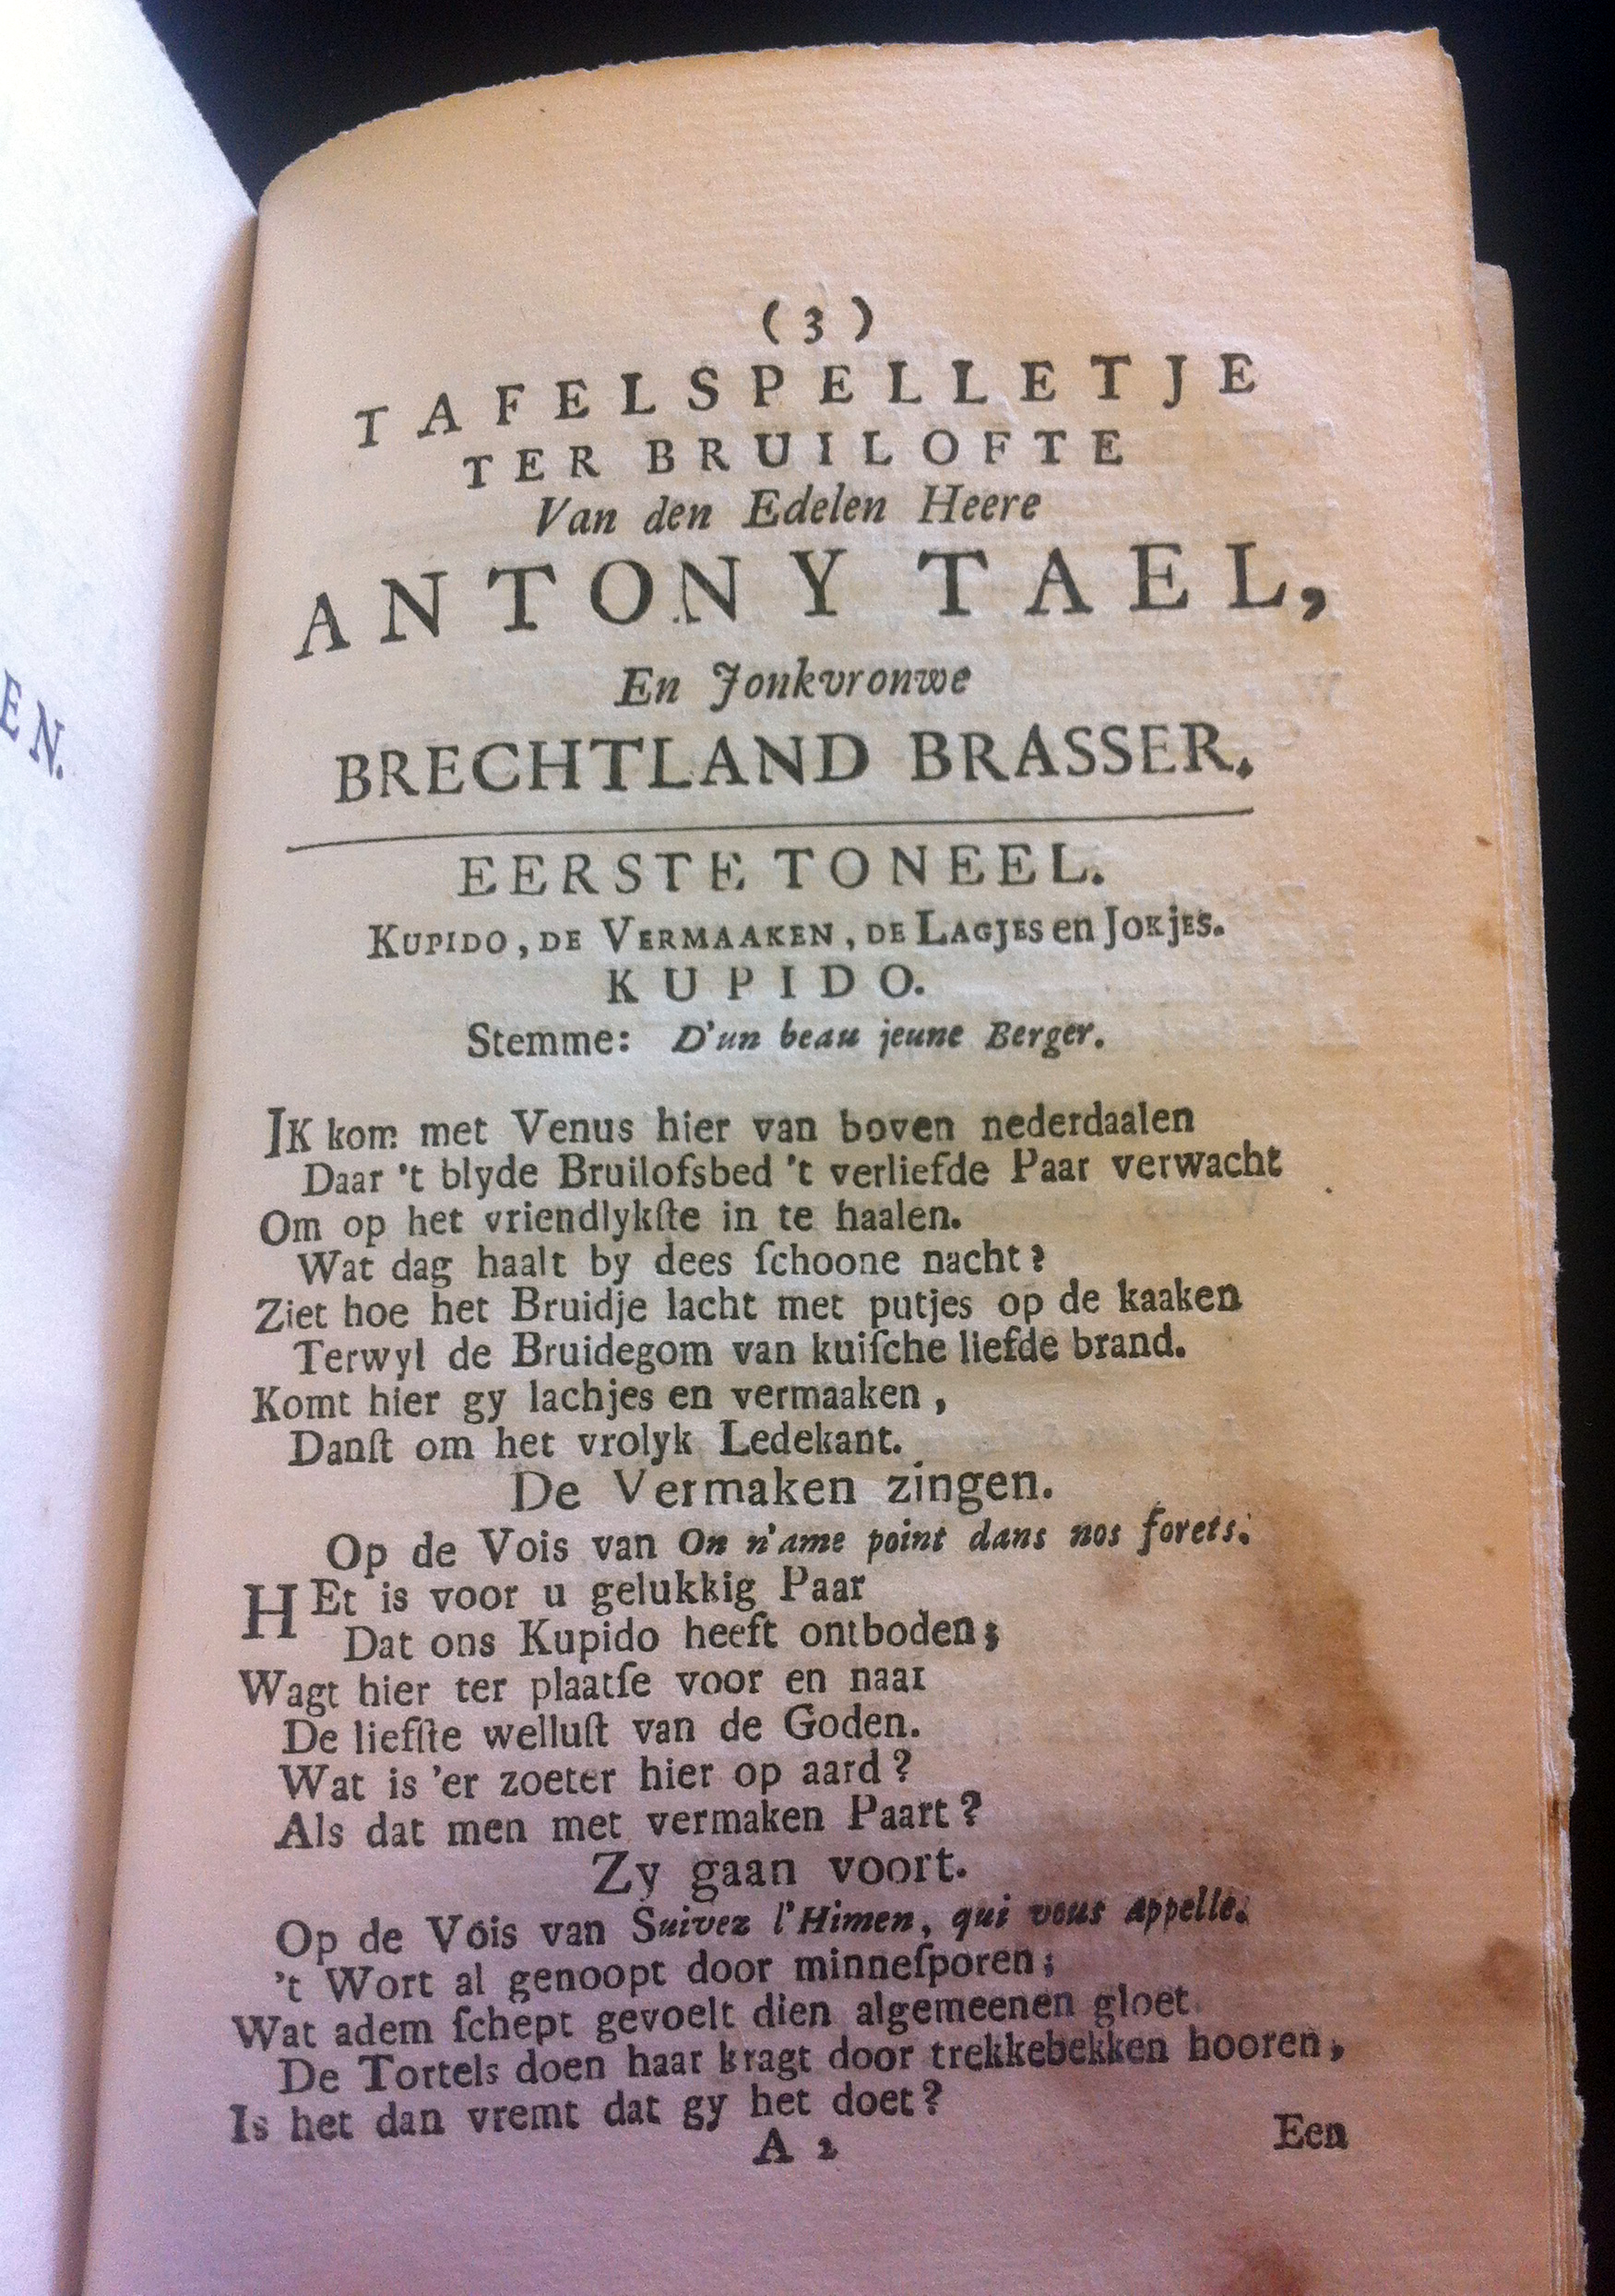 EN.
(3)
TAFELSPELLETJE
TER BRUILOFTE
Van den Edelen Heere
ANTONY TAEL,
En Jonkvronwe
BRECHTLAND BRASSER.
EERSTE TONEEL.
KUPIDO, DE VERMAAKEN, DE LAGJES en JOKJES.
KUPIDO.
Stemme: D'un beau jeune Berger.
IK kom met Venus hier van boven nederdaalen
Daar 't blyde Bruilofsbed 't verliefde Paar verwacht
Om op het vriendlykſte in te haalen.
Wat dag haalt by dees ſchoone nacht?
Ziet hoe het Bruidje lacht met putjes op de kaaken
Terwyl de Bruidegom van kuiſche liefde brand.
Komt hier gy lachjes en vermaaken,
Danſt om het vrolyk Ledekant.
De Vermaken zingen.
Op de Vois van On n'ame point dans nos forets.
HEt is voor u gelukkig Paar
Dat ons Kupido heeft ontboden;
Wagt hier ter plaatſe voor en naar
De liefſte welluſt van de Goden.
Wat is 'er zoeter hier op aard?
Als dat men met vermaken Paart?
Zy gaan voort.
Op de Vois van Suivez l'Himen, qui vous appelle.
't Wort al genoopt door minneſporen;
Wat adem ſchept gevoelt dien algemeenen gloet
De Tortels doen haar kragt door trekkebekken hooren,
Is het dan vremt dat gy het doet?
A 2
Een